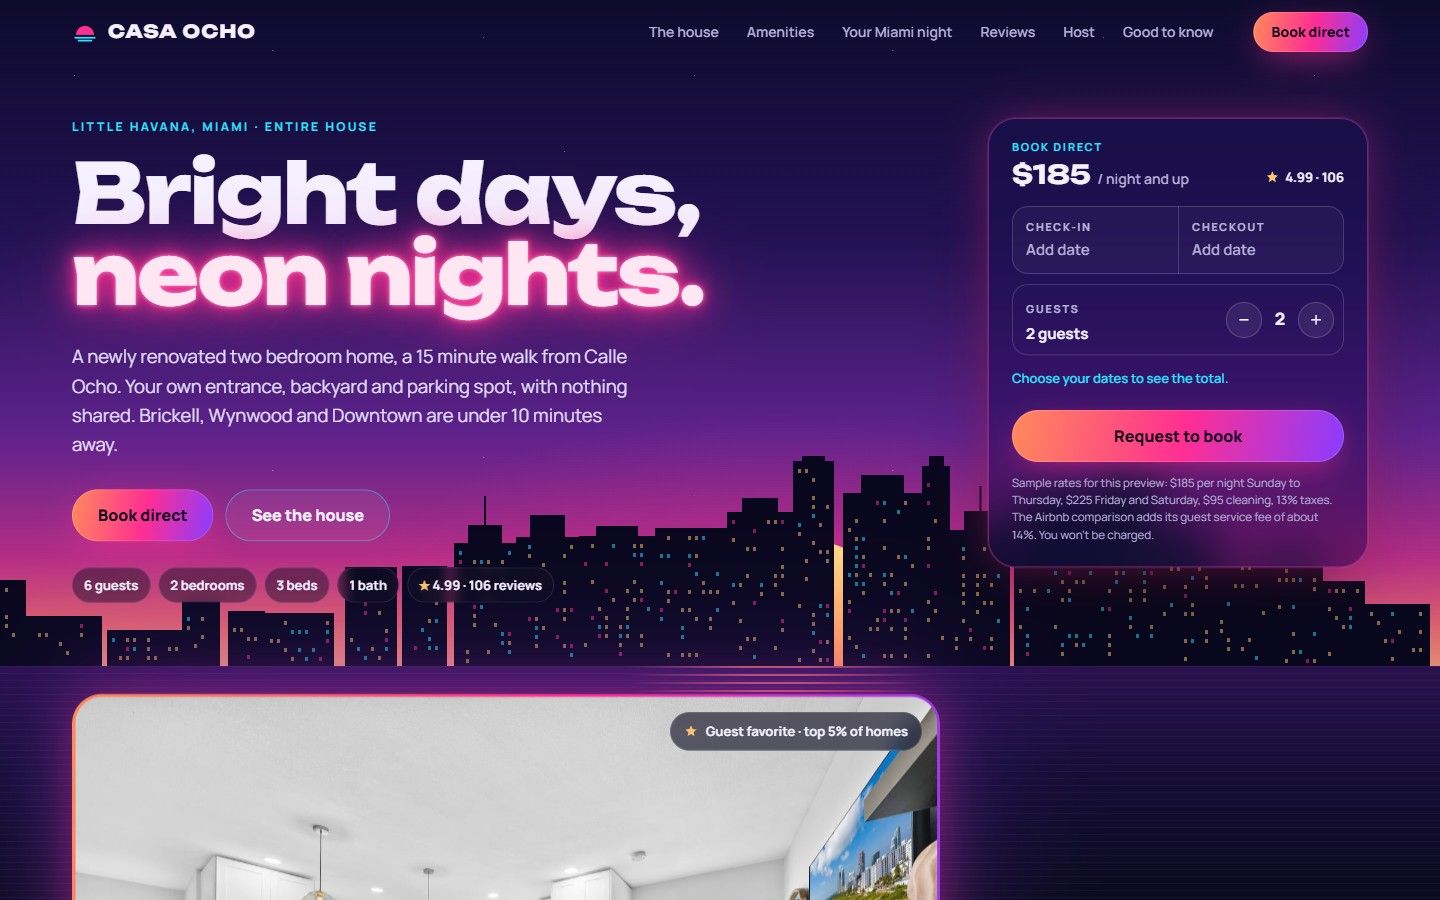 CASA OCHO
The house
Amenities
Your Miami night
Reviews
Host
Good to know
Book direct
LITTLE HAVANA, MIAMI · ENTIRE HOUSE
Bright days,
neon nights.
A newly renovated two bedroom home, a 15 minute walk from Calle
Ocho. Your own entrance, backyard and parking spot, with nothing
shared. Brickell, Wynwood and Downtown are under 10 minutes
away.
Book direct
See the house
6 guests
2 bedrooms
3 beds
1 bath
★ 4.99 · 106 reviews
BOOK DIRECT
$185 / night and up
★ 4.99 · 106
CHECK-IN
Add date
CHECKOUT
Add date
GUESTS
2 guests
− 2 +
Choose your dates to see the total.
Request to book
Sample rates for this preview: $185 per night Sunday to
Thursday, $225 Friday and Saturday, $95 cleaning, 13% taxes.
The Airbnb comparison adds its guest service fee of about
14%. You won't be charged.
★ Guest favorite · top 5% of homes